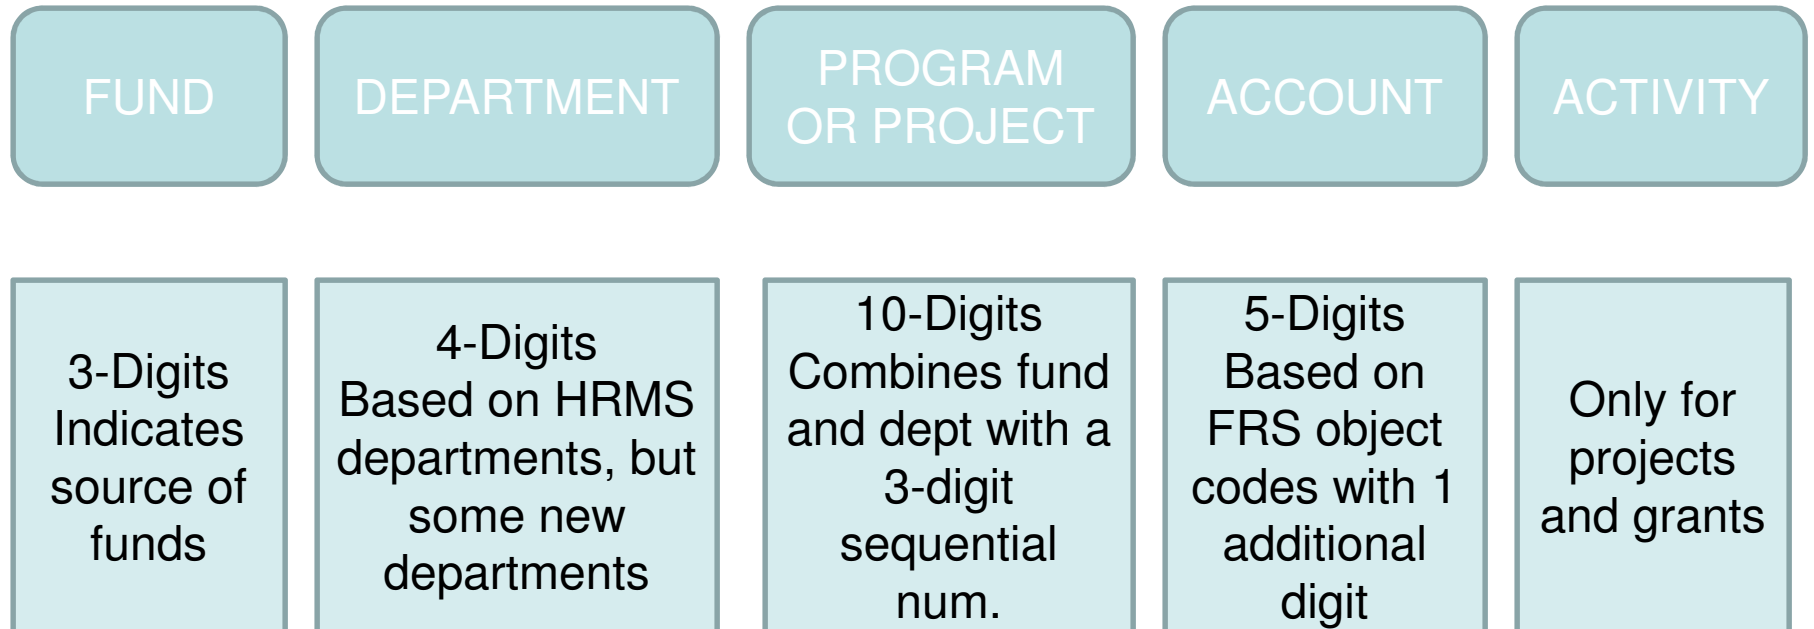 FUND
DEPARTMENT
PROGRAM
OR PROJECT
ACCOUNT
ACTIVITY
3-Digits
Indicates
source of
funds
4-Digits
Based on HRMS
departments, but
some new
departments
10-Digits
Combines fund
and dept with a
3-digit
sequential
num.
5-Digits
Based on
FRS object
codes with 1
additional
digit
Only for
projects
and grants